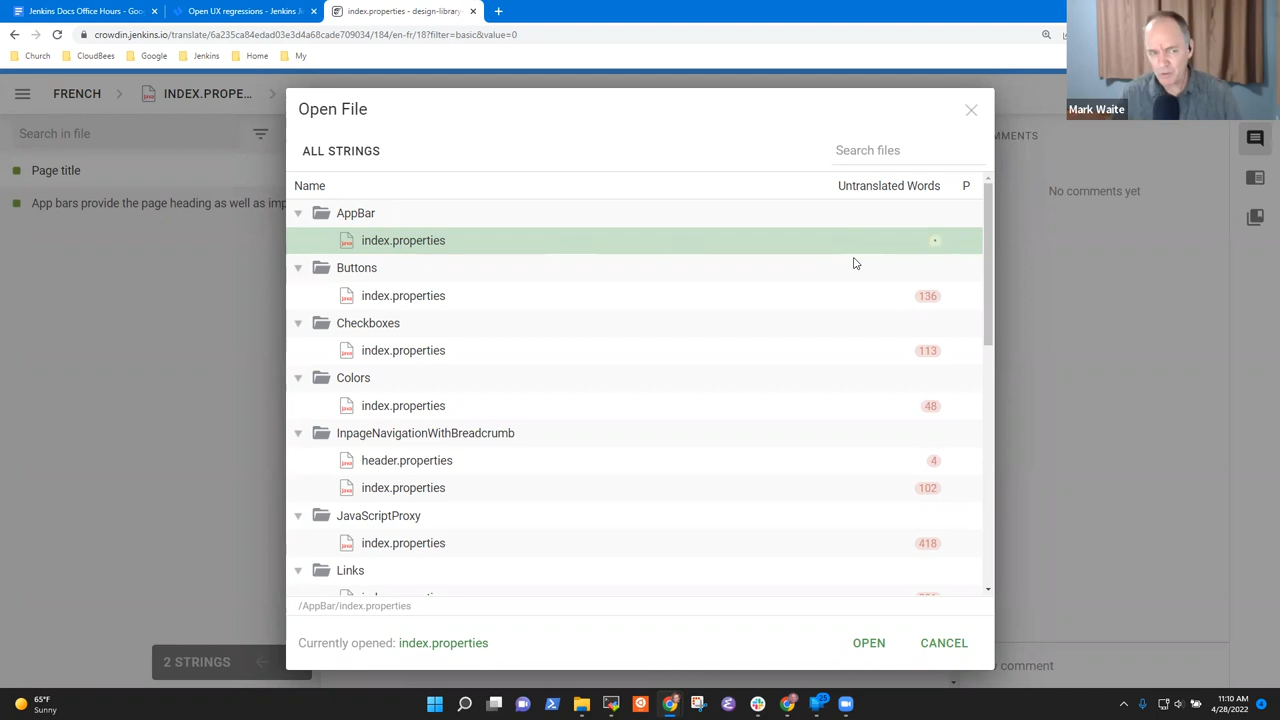 Jenkins Docs Office Hours - Goo
Open UX regressions - Jenkins Ji
index.properties - design-library
crowdin.jenkins.io/translate/6a235ca84edad03e3d4a68cade709034/184/en-fr/18?filter=basic&value=0
Church
CloudBees
Google
Jenkins
Home
My
Mark Waite
FRENCH
INDEX.PROPE...
Search in file
Page title
App bars provide the page heading as well as imp
2 STRINGS
Open File
ALL STRINGS
Search files
Name
Untranslated Words
P
AppBar
index.properties
Buttons
index.properties 136
Checkboxes
index.properties 113
Colors
index.properties 48
InpageNavigationWithBreadcrumb
header.properties 4
index.properties 102
JavaScriptProxy
index.properties 418
Links
/AppBar/index.properties
Currently opened: index.properties
OPEN
CANCEL
MMENTS
No comments yet
comment
65°F
Sunny
25
11:10 AM
4/28/2022